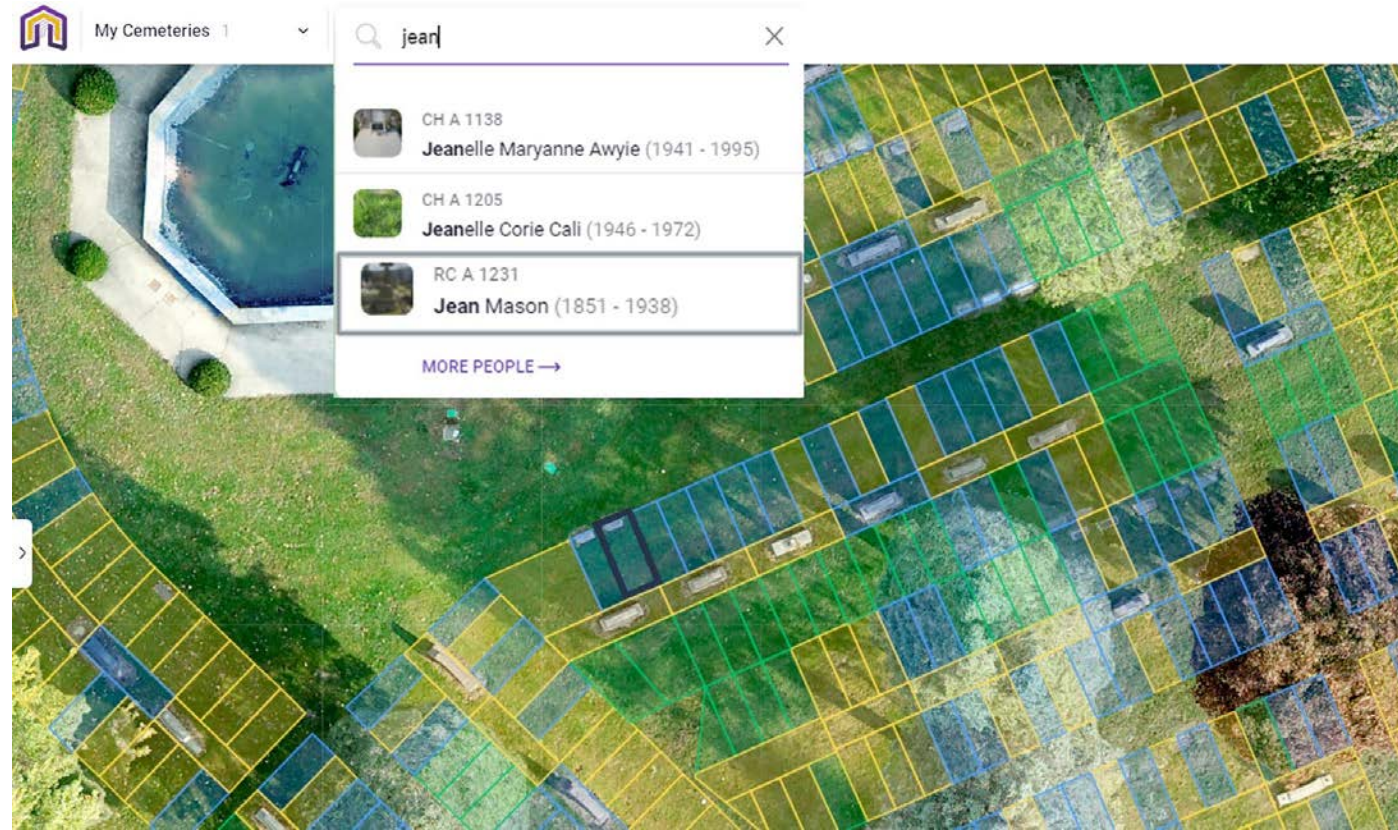 My Cemeteries 1
jean
CH A 1138
Jeanelle Maryanne Awyie (1941 - 1995)
CH A 1205
Jeanelle Corie Cali (1946 - 1972)
RC A 1231
Jean Mason (1851 - 1938)
MORE PEOPLE →